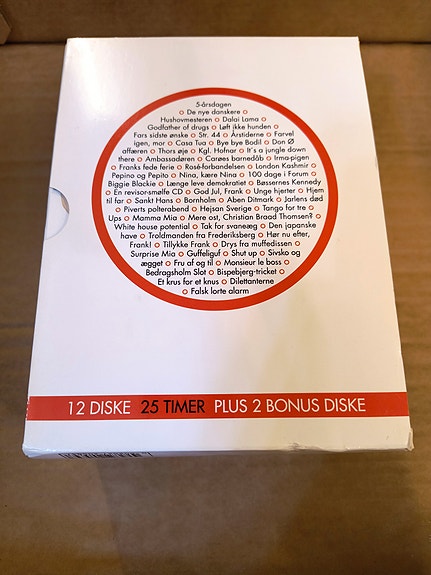 5-årsdagen
○ De nye danskere ○
Hushovmesteren ○ Dalai Lama ○
Godfather of drugs ○ Løft ikke hunden ○
Fars sidste ønske ○ Str. 44 ○ Årstiderne ○ Farvel
igen, mor ○ Casa Tua ○ Bye bye Bodil ○ Don Ø
affæren ○ Thors øje ○ Kgl. Hofnar ○ It's a jungle down
there ○ Ambassadøren ○ Carøes barnedåb ○ Irma-pigen
○ Franks fede ferie ○ Rosé-forbandelsen ○ London Kashmir ○
Pepino og Pepito ○ Nina, kære Nina ○ 100 dage i Forum ○
Biggie Blackie ○ Længe leve demokratiet ○ Bøssernes Kennedy
○ En revisor-smølfe CD ○ God Jul, Frank ○ Unge hjerter ○ Hjem
til far ○ Sankt Hans ○ Bornholm ○ Aben Ditmark ○ Jarlens død
○ Piverts polterabend ○ Hejsan Sverige ○ Tango for tre ○
Ups ○ Mamma Mia ○ Mere ost, Christian Braad Thomsen? ○
White house potential ○ Tak for svaneæg ○ Den japanske
have ○ Troldmanden fra Frederiksberg ○ Hør nu efter,
Frank! ○ Tillykke Frank ○ Drys fra muffedissen ○
Surprise Mia ○ Guffeliguf ○ Shut up ○ Sivsko og
ægget ○ Fru af og til ○ Monsieur le boss ○
Bedragsholm Slot ○ Bispebjerg-tricket ○
Et krus for et knus ○ Dilettanterne
○ Falsk lorte alarm
12 DISKE 25 TIMER PLUS 2 BONUS DISKE